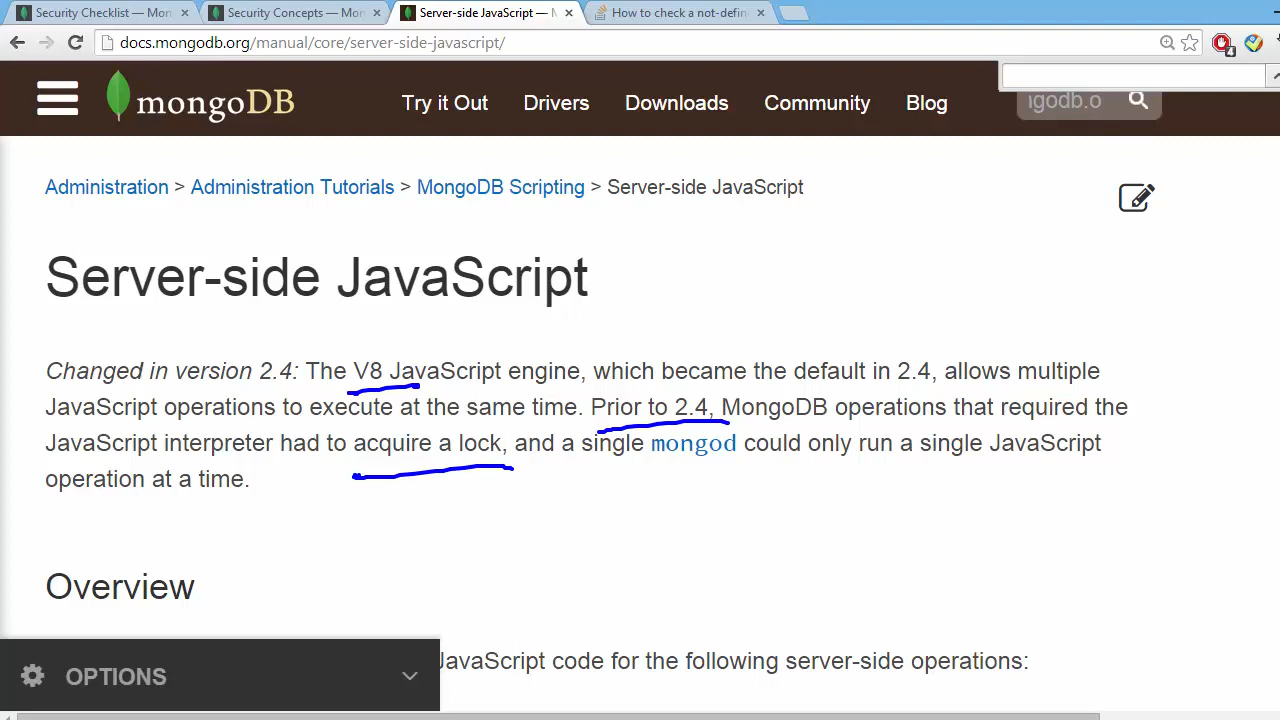 Security Checklist — Mon
Security Concepts — Mon
Server-side JavaScript — M
How to check a not-defin
docs.mongodb.org/manual/core/server-side-javascript/
4
mongoDB
Try it Out
Drivers
Downloads
Community
Blog
ngodb.o
Administration > Administration Tutorials > MongoDB Scripting > Server-side JavaScript
Server-side JavaScript
Changed in version 2.4: The V8 JavaScript engine, which became the default in 2.4, allows multiple
JavaScript operations to execute at the same time. Prior to 2.4, MongoDB operations that required the
JavaScript interpreter had to acquire a lock, and a single mongod could only run a single JavaScript
operation at a time.
Overview
JavaScript code for the following server-side operations:
OPTIONS